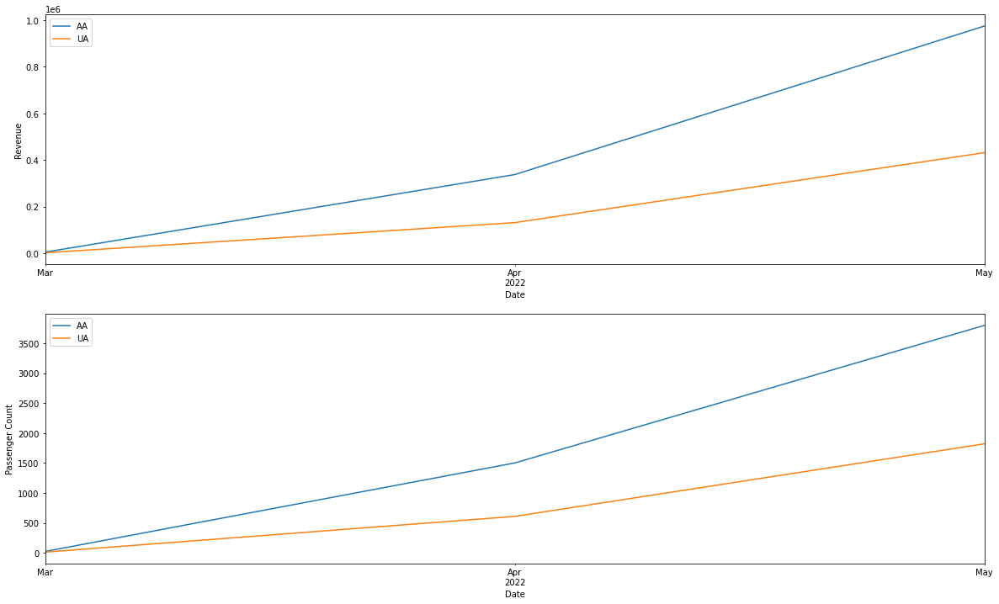 1e6
AA
UA
1.0
0.8
0.6
0.4
0.2
0.0
Revenue
Mar
Apr
May
2022
Date
AA
UA
3500
3000
2500
2000
1500
1000
500
0
Passenger Count
Mar
Apr
May
2022
Date